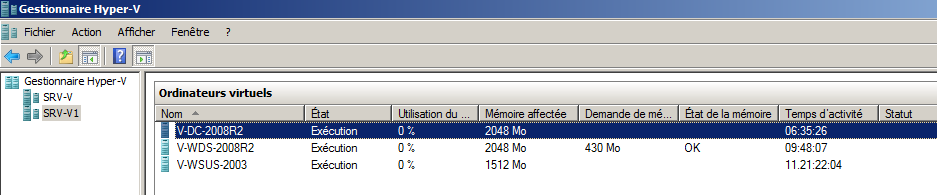 Gestionnaire Hyper-V
Fichier Action Afficher Fenêtre ?
Gestionnaire Hyper-V
SRV-V
SRV-V1
Ordinateurs virtuels
Nom État Utilisation du ... Mémoire affectée Demande de mé... État de la mémoire Temps d'activité Statut
V-DC-2008R2 Exécution 0 % 2048 Mo 06:35:26
V-WDS-2008R2 Exécution 0 % 2048 Mo 430 Mo OK 09:48:07
V-WSUS-2003 Exécution 0 % 1512 Mo 11.21:22:04